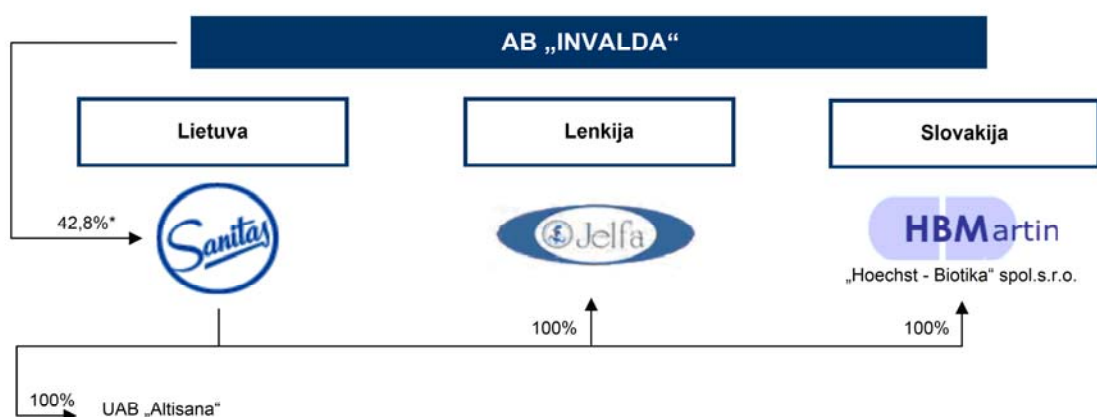 AB „INVALDA“
Lietuva
Lenkija
Slovakija
42,8%*
Sanitas
Jelfa
HBMartin
„Hoechst - Biotika“ spol.s.r.o.
100%
100%
100%
UAB „Altisana“